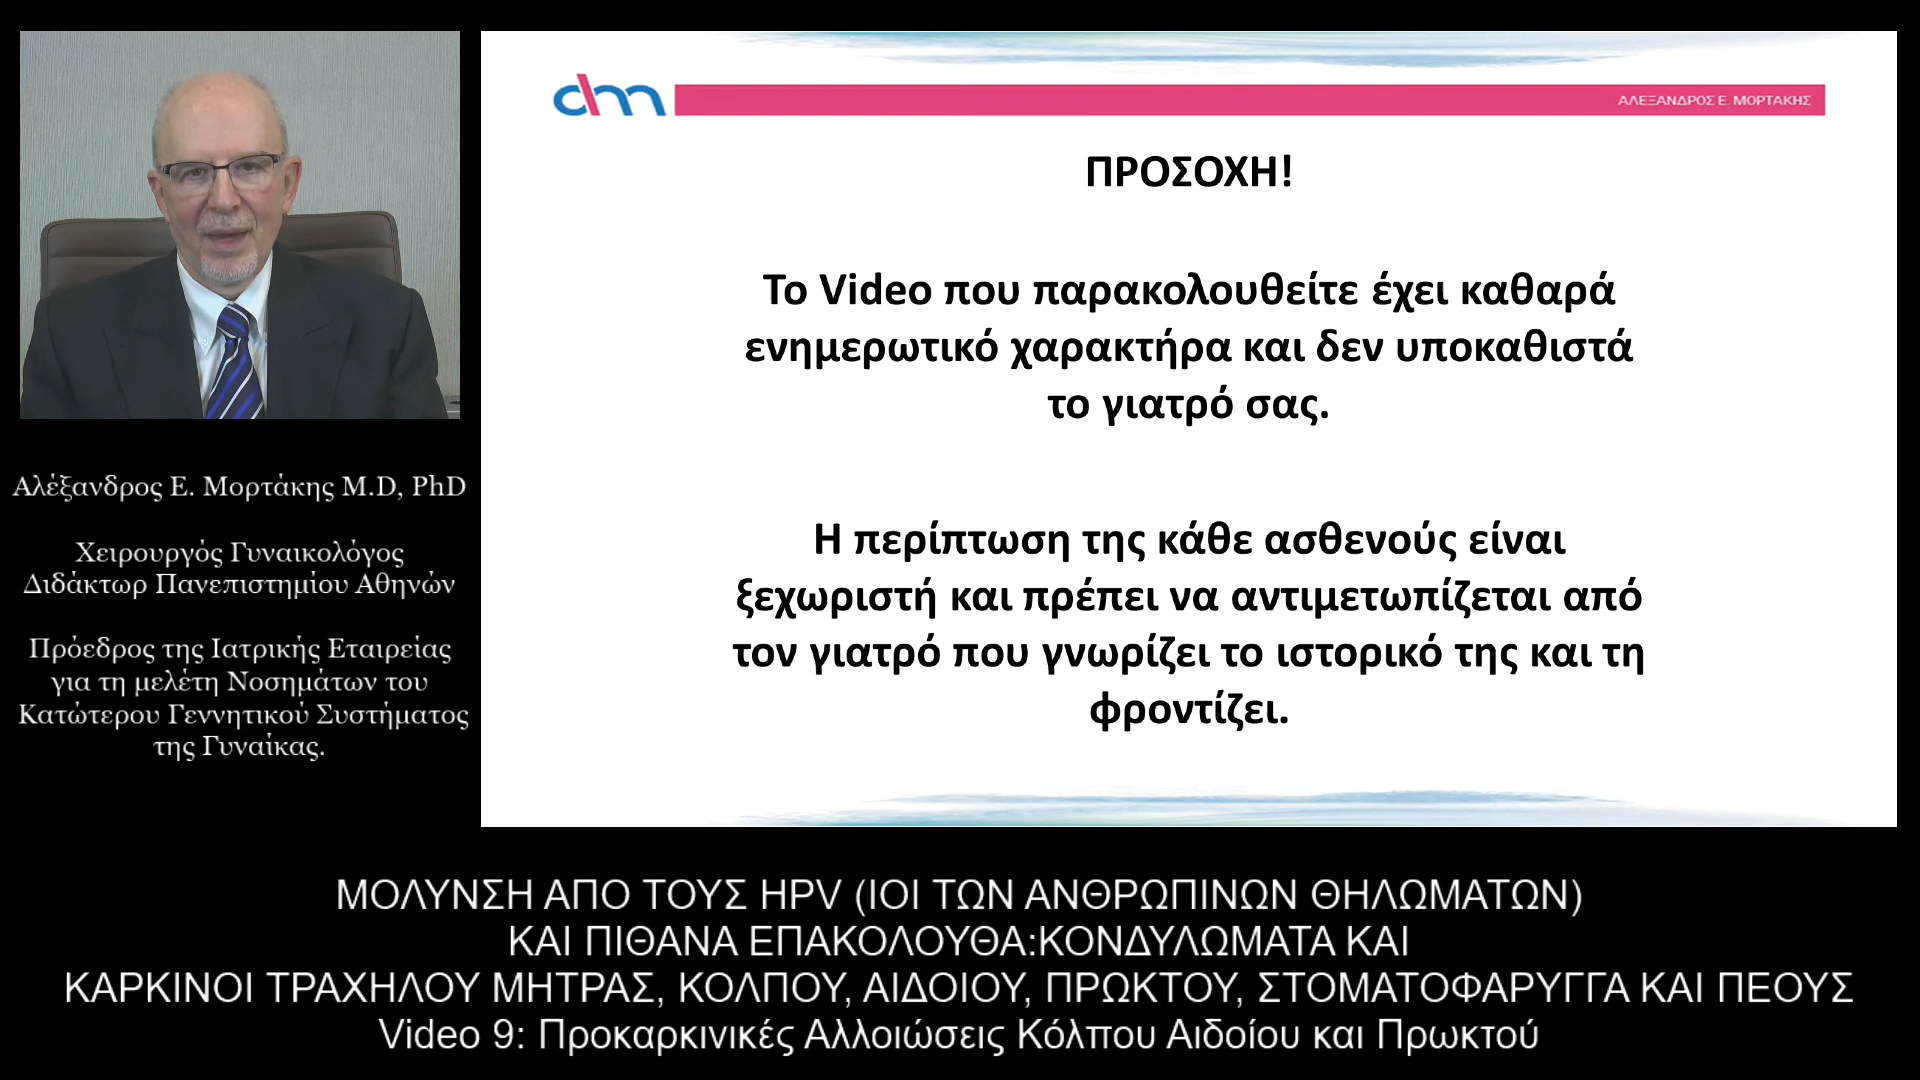 dm
ΑΛΕΞΑΝΔΡΟΣ Ε. ΜΟΡΤΑΚΗΣ
ΠΡΟΣΟΧΗ!
Το Video που παρακολουθείτε έχει καθαρά
ενημερωτικό χαρακτήρα και δεν υποκαθιστά
το γιατρό σας.
Η περίπτωση της κάθε ασθενούς είναι
ξεχωριστή και πρέπει να αντιμετωπίζεται από
τον γιατρό που γνωρίζει το ιστορικό της και τη
φροντίζει.
Αλέξανδρος Ε. Μορτάκης M.D, PhD
Χειρουργός Γυναικολόγος
Διδάκτωρ Πανεπιστημίου Αθηνών
Πρόεδρος της Ιατρικής Εταιρείας
για τη μελέτη Νοσημάτων του
Κατώτερου Γεννητικού Συστήματος
της Γυναίκας.
ΜΟΛΥΝΣΗ ΑΠΟ ΤΟΥΣ HPV (ΙΟΙ ΤΩΝ ΑΝΘΡΩΠΙΝΩΝ ΘΗΛΩΜΑΤΩΝ)
ΚΑΙ ΠΙΘΑΝΑ ΕΠΑΚΟΛΟΥΘΑ:ΚΟΝΔΥΛΩΜΑΤΑ ΚΑΙ
ΚΑΡΚΙΝΟΙ ΤΡΑΧΗΛΟΥ ΜΗΤΡΑΣ, ΚΟΛΠΟΥ, ΑΙΔΟΙΟΥ, ΠΡΩΚΤΟΥ, ΣΤΟΜΑΤΟΦΑΡΥΓΓΑ ΚΑΙ ΠΕΟΥΣ
Video 9: Προκαρκινικές Αλλοιώσεις Κόλπου Αιδοίου και Πρωκτού